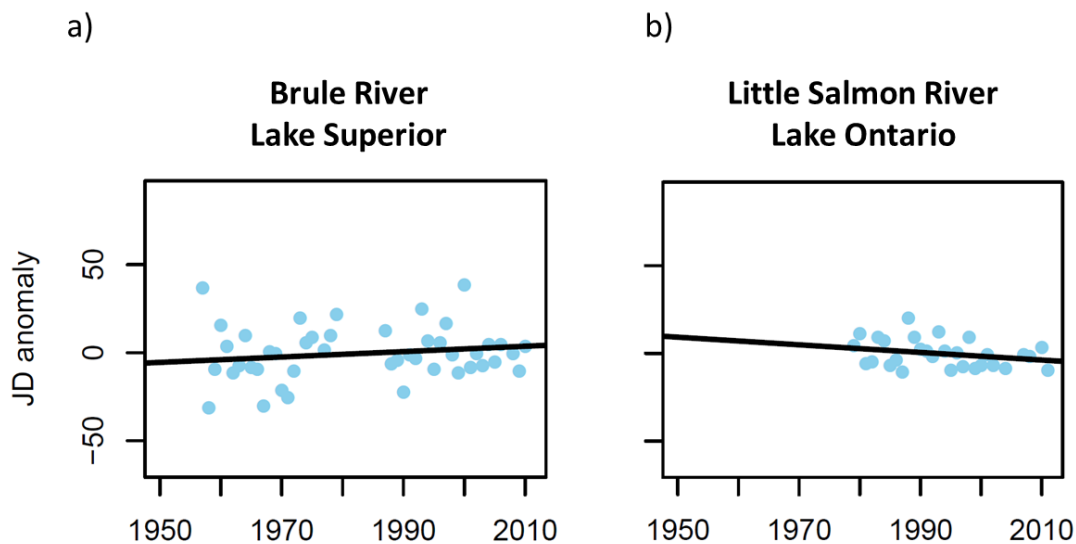 a)
Brule River
Lake Superior
JD anomaly
50
0
−50
1950 1970 1990 2010
b)
Little Salmon River
Lake Ontario
1950 1970 1990 2010